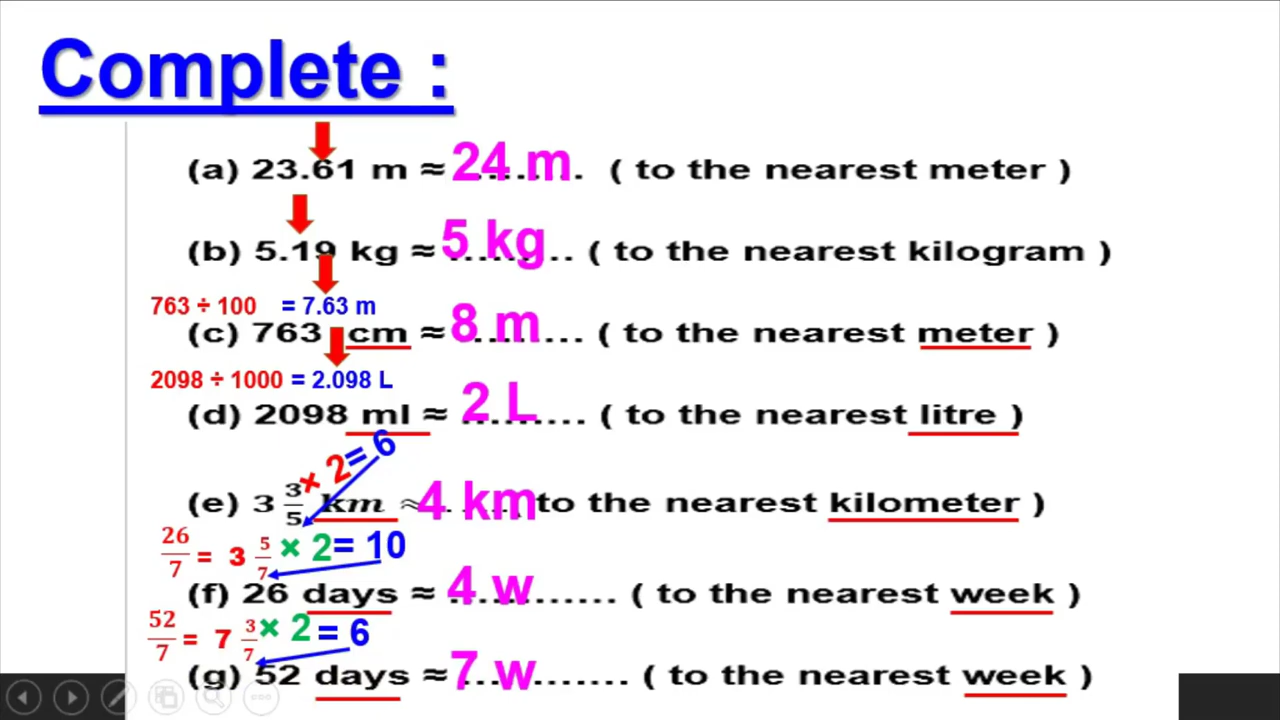 Complete :
(a) 23.61 m ≈ 24 m ........ ( to the nearest meter )
(b) 5.19 kg ≈ 5 kg ........ ( to the nearest kilogram )
763 ÷ 100 = 7.63 m
(c) 763 cm ≈ 8 m ........ ( to the nearest meter )
2098 ÷ 1000 = 2.098 L
(d) 2098 ml ≈ 2 L ........ ( to the nearest litre )
× 2 = 6
(e) 3 3/5 km ≈ 4 km ( to the nearest kilometer )
26/7 = 3 5/7 × 2 = 10
(f) 26 days ≈ 4 w ........ ( to the nearest week )
52/7 = 7 3/7 × 2 = 6
(g) 52 days ≈ 7 w ........ ( to the nearest week )